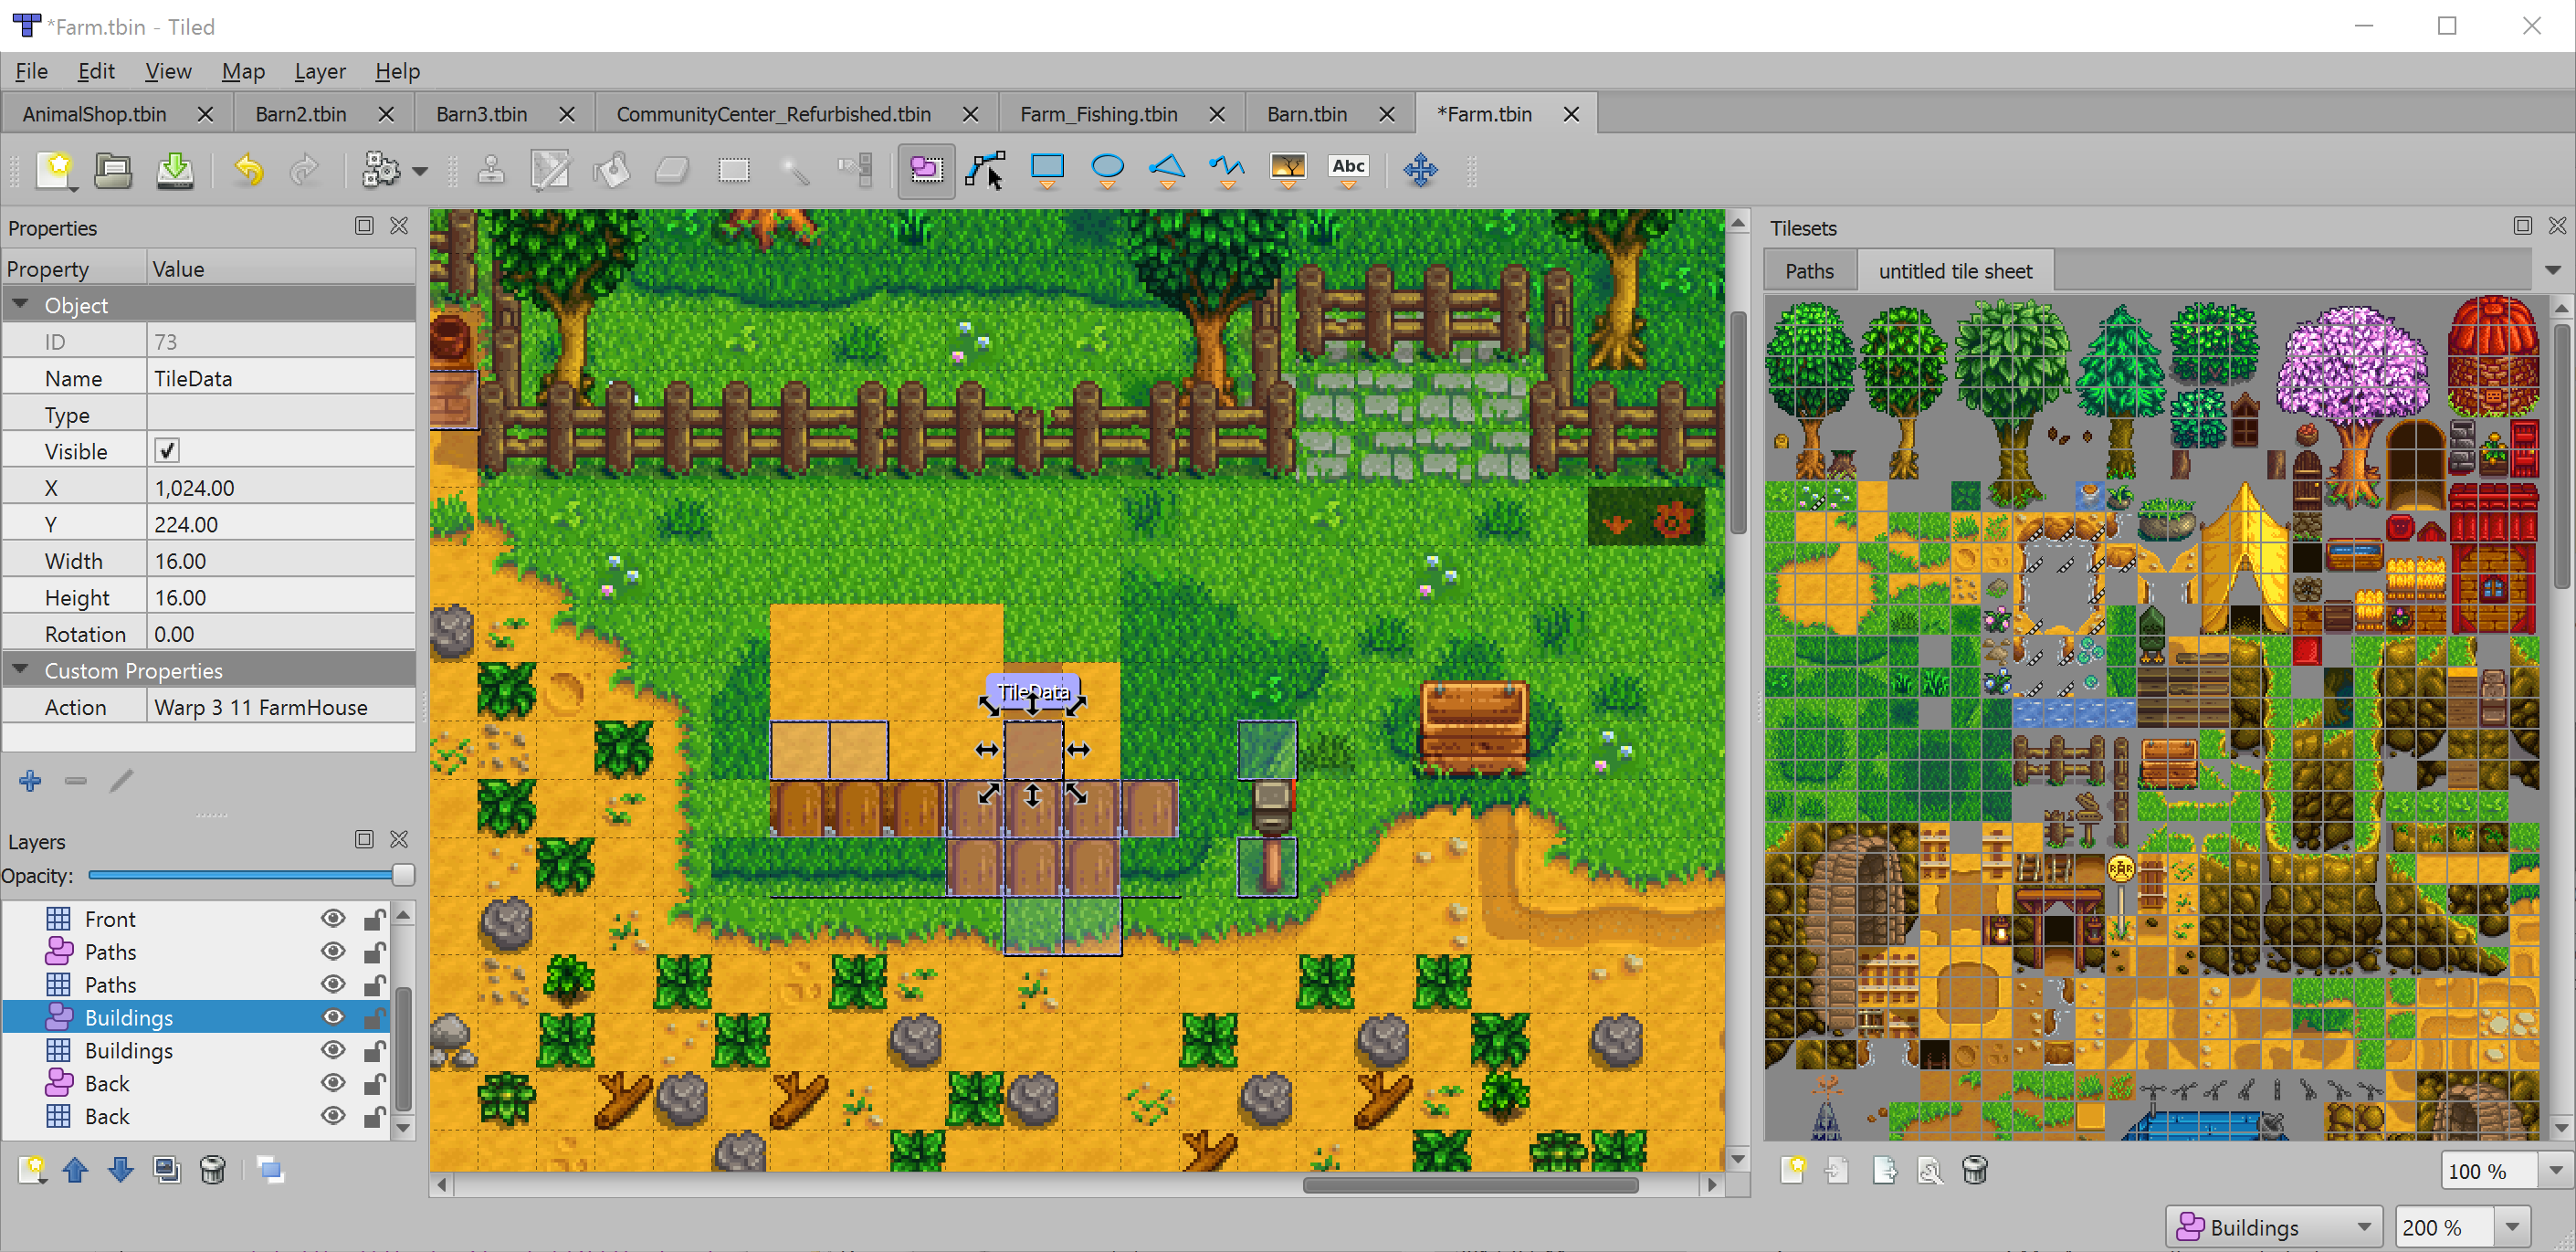 *Farm.tbin - Tiled
File Edit View Map Layer Help
AnimalShop.tbin Barn2.tbin Barn3.tbin CommunityCenter_Refurbished.tbin Farm_Fishing.tbin Barn.tbin *Farm.tbin
Abc
Properties
Property Value
Object
ID 73
Name TileData
Type
Visible
X 1,024.00
Y 224.00
Width 16.00
Height 16.00
Rotation 0.00
Custom Properties
Action Warp 3 11 FarmHouse
Layers
Opacity:
Front
Paths
Paths
Buildings
Buildings
Back
Back
TileData
Tilesets
Paths untitled tile sheet
100 %
Buildings 200 %